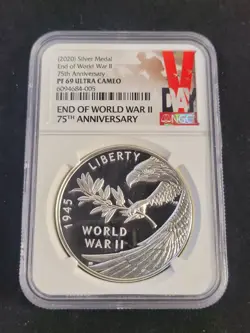 (2020) Silver Medal
End of World War II
75th Anniversary
PF 69 ULTRA CAMEO
6094684-005
V
DAY
NGC
END OF WORLD WAR II
75TH ANNIVERSARY
LIBERTY
1945
WORLD
WAR II